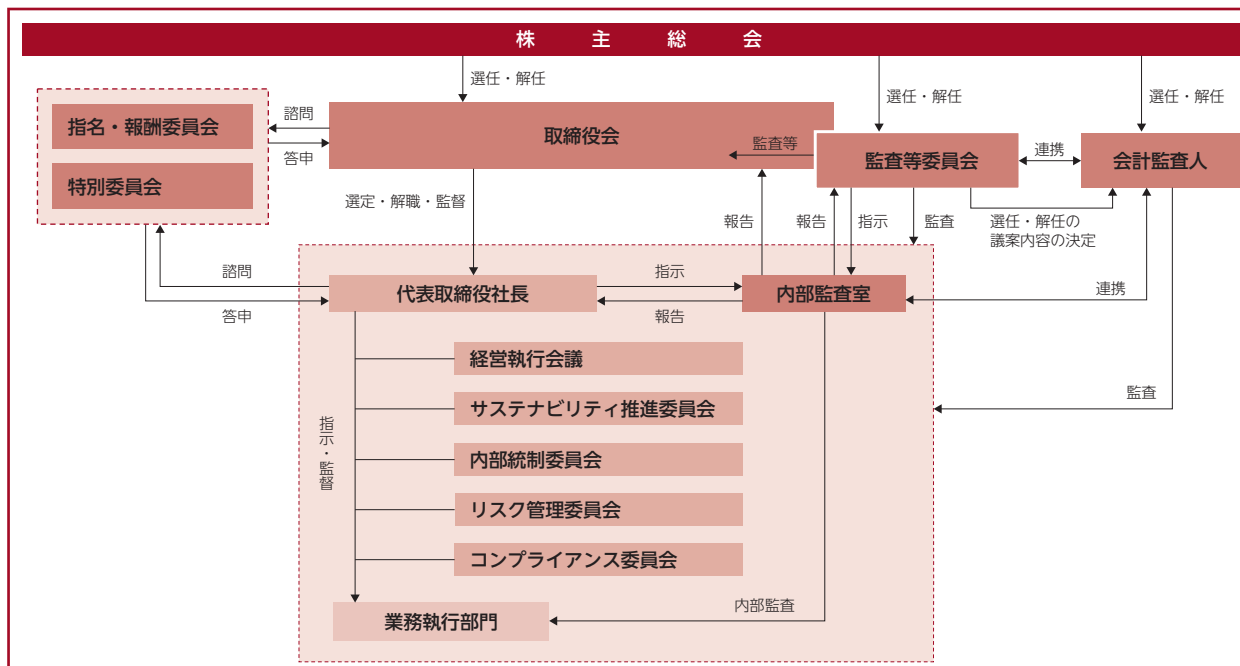 株主総会
選任・解任
選任・解任
選任・解任
指名・報酬委員会
特別委員会
諮問
答申
取締役会
監査等
監査等委員会
連携
会計監査人
選定・解職・監督
報告
報告
指示
監査
選任・解任の
議案内容の決定
諮問
答申
代表取締役社長
指示
報告
内部監査室
連携
経営執行会議
サステナビリティ推進委員会
監査
指示・監督
内部統制委員会
リスク管理委員会
コンプライアンス委員会
内部監査
業務執行部門